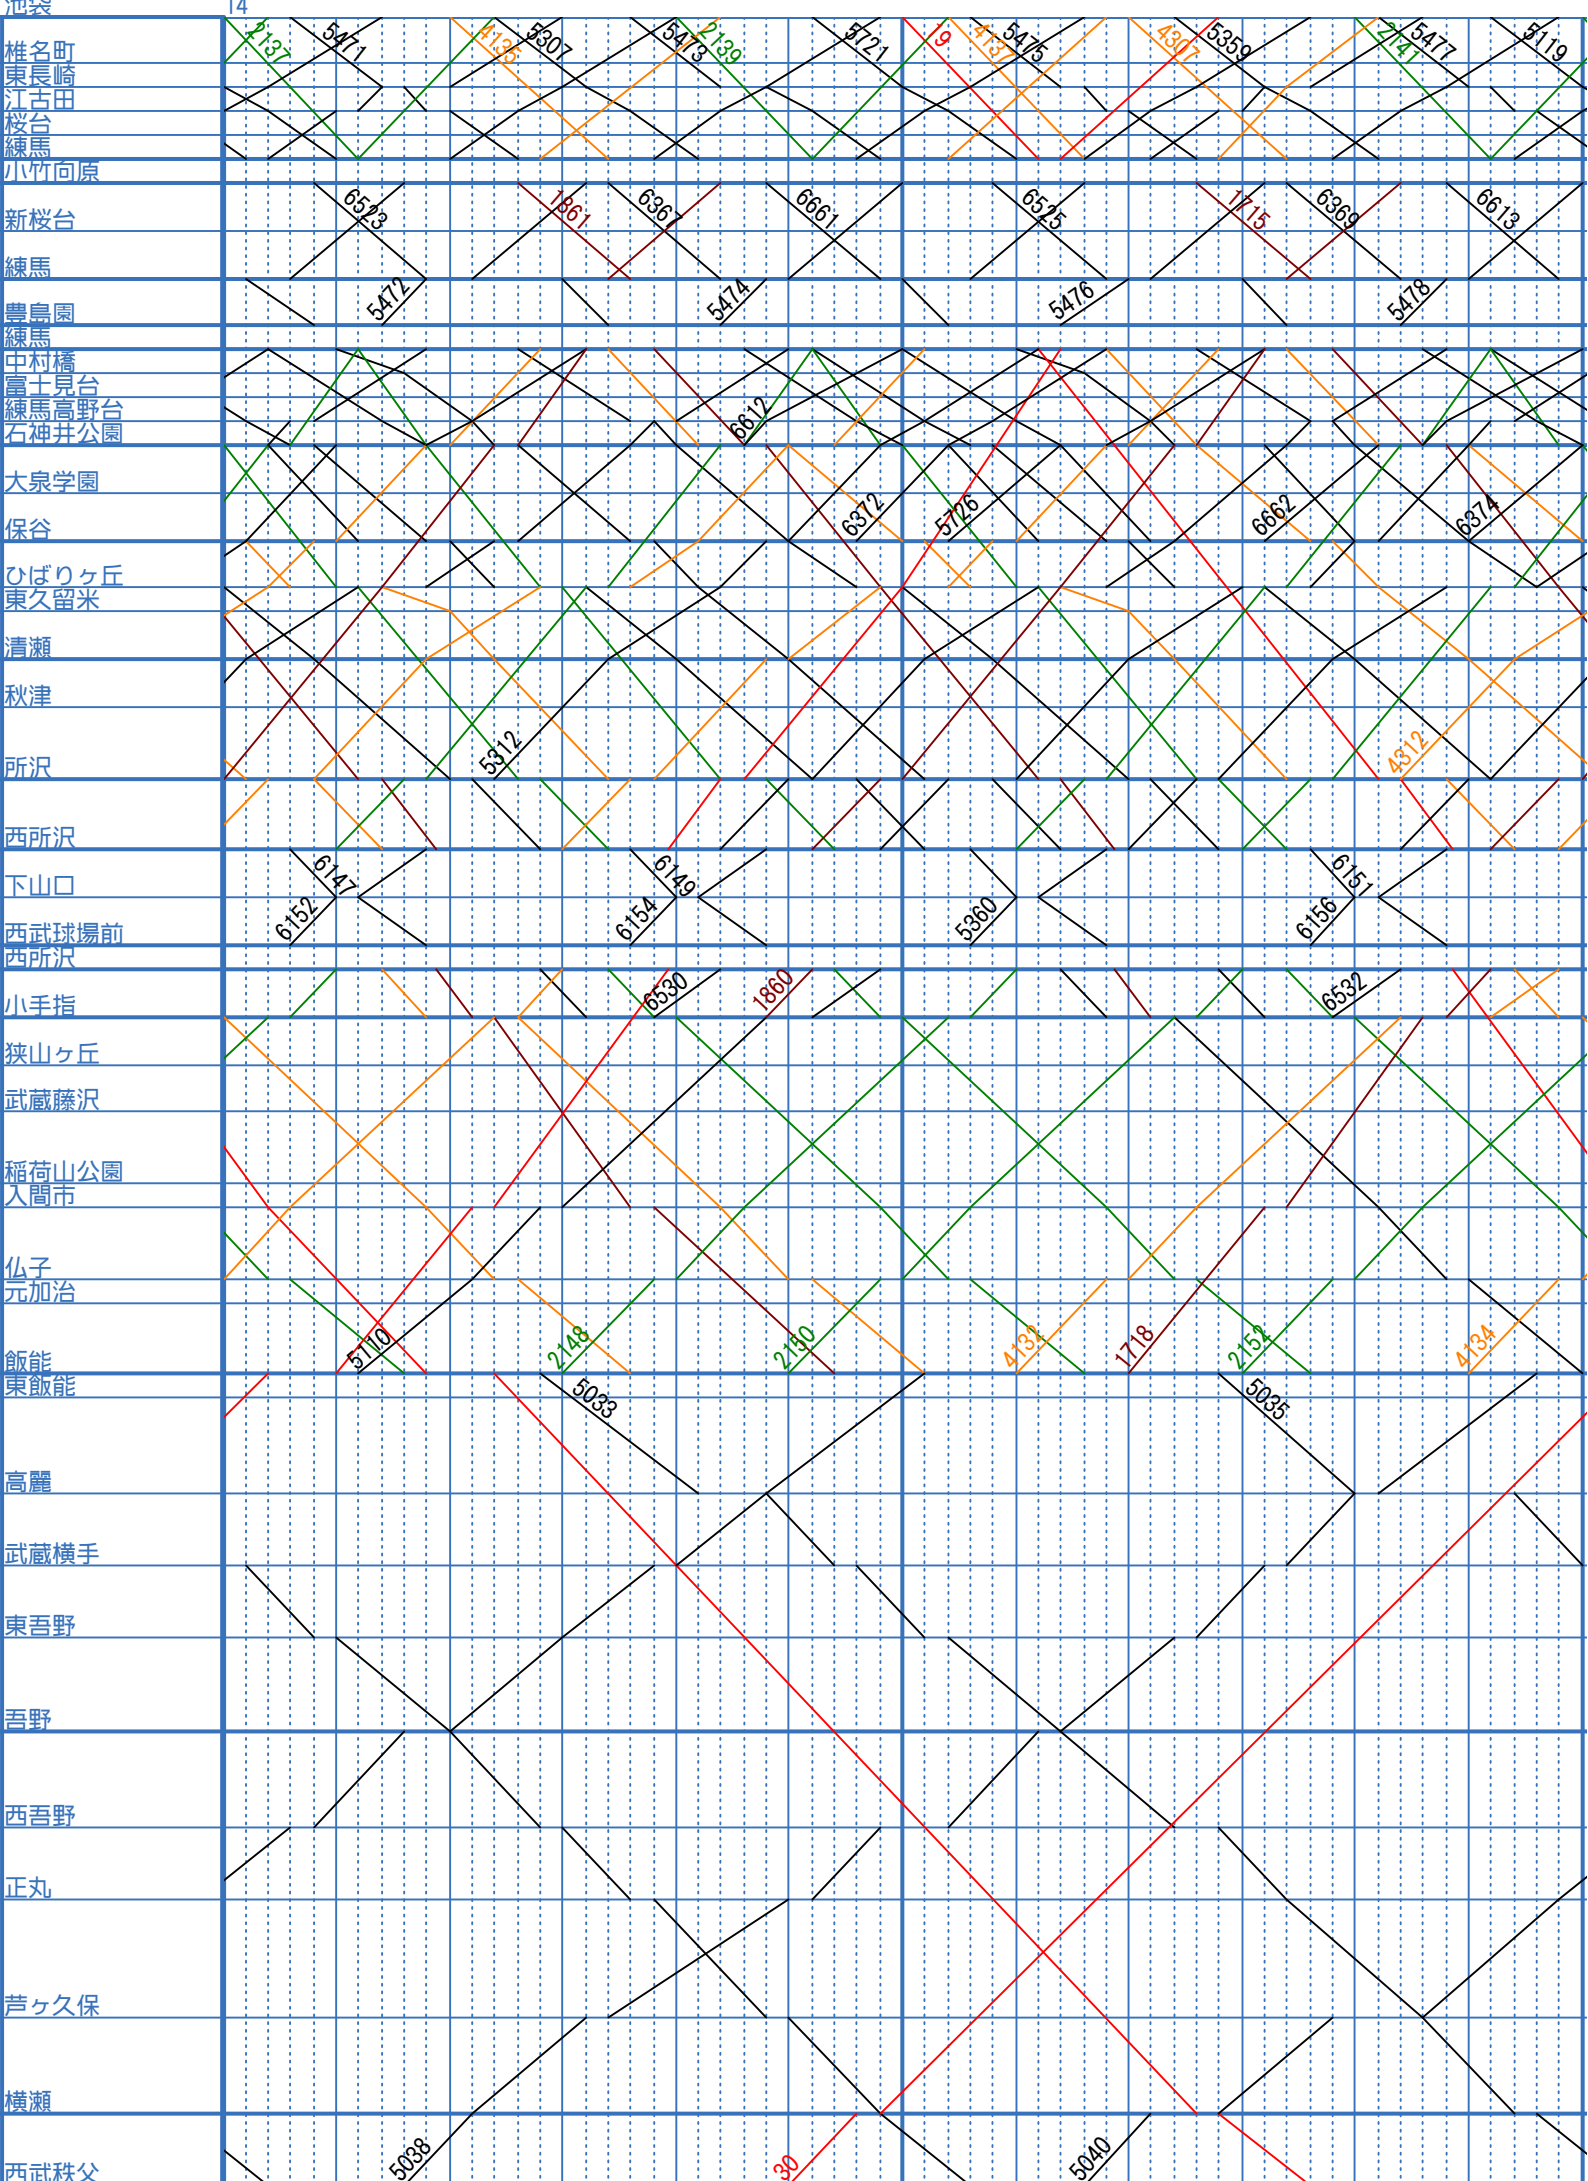 池袋 14
2137 5471 4135 5307 5473 2139 5721 19 4137 5475 4307 5359 2141 5477 5119
椎名町
東長崎
江古田
桜台
練馬
小竹向原
6523 1861 6367 6661 6525 1715 6369 6613
新桜台
練馬
5472 5474 5476 5478
豊島園
練馬
中村橋
富士見台
練馬高野台
6612
石神井公園
大泉学園
6372 5726 6662 6374
保谷
ひばりヶ丘
東久留米
清瀬
秋津
5312 4312
所沢
西所沢
6147 6149 6151
下山口
6152 6154 5360 6156
西武球場前
西所沢
6530 1860 6532
小手指
狭山ヶ丘
武蔵藤沢
稲荷山公園
入間市
仏子
元加治
5110 2148 2150 4132 1718 2152 4134
飯能
東飯能
5033 5035
高麗
武蔵横手
東吾野
吾野
西吾野
正丸
芦ヶ久保
横瀬
5038 30 5040
西武秩父